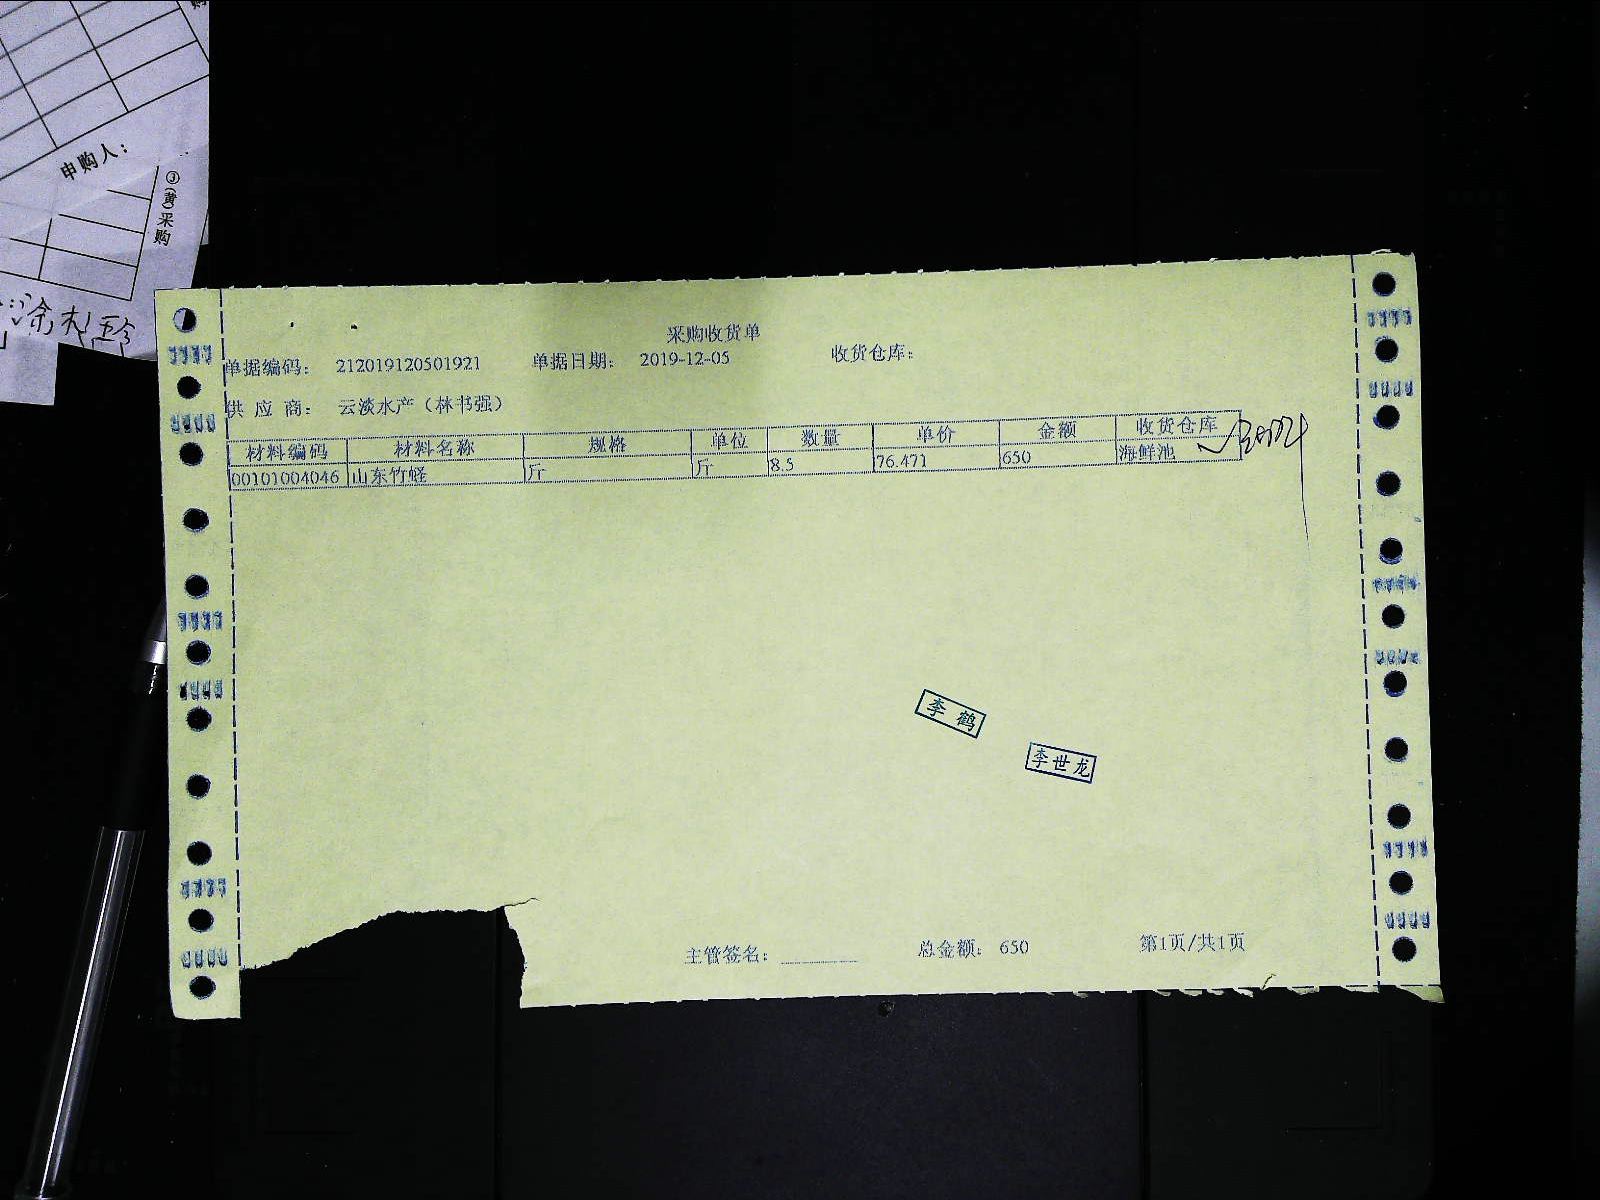 购
申购人：
③(黄)采购
采购收货单
单据编码： 212019120501921 单据日期： 2019-12-05 收货仓库：
供 应 商： 云淡水产（林书强）
材料编码 材料名称 规格 单位 数量 单价 金额 收货仓库
00101004046 山东竹蛏 斤 斤 8.5 76.471 650 海鲜池
李 鹤
李世龙
主管签名： 总金额： 650 第1页/共1页